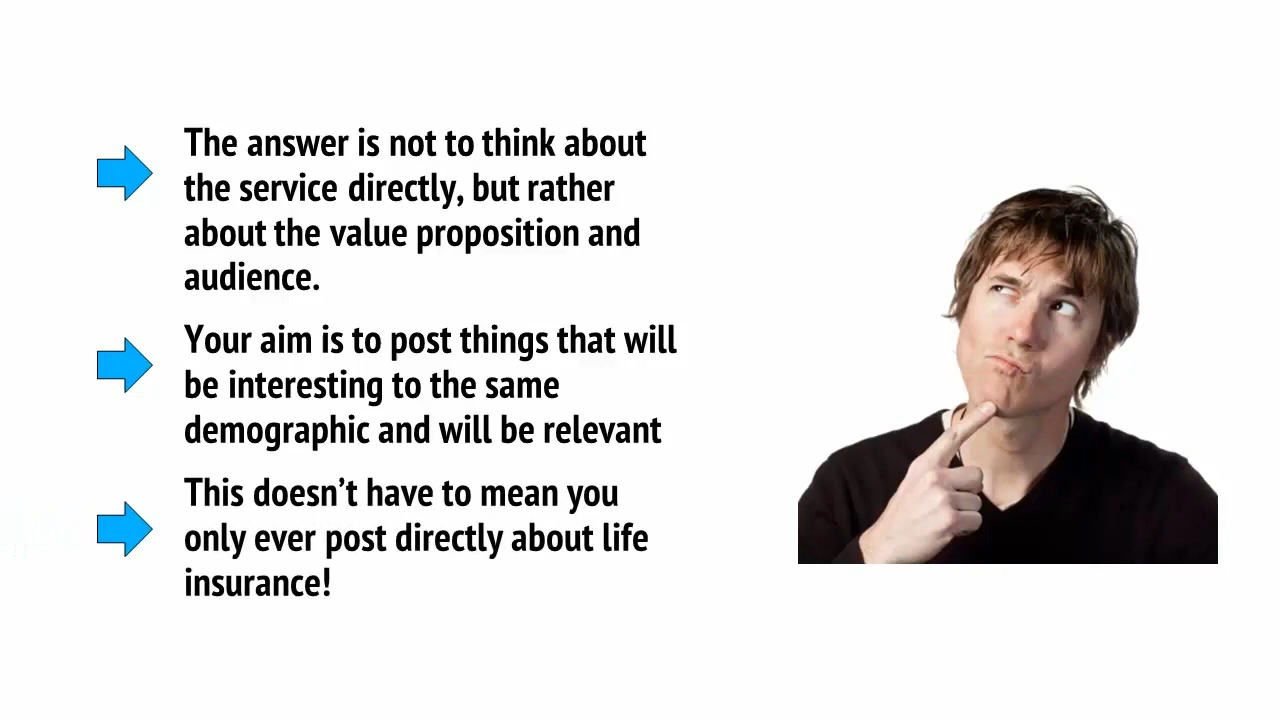 The answer is not to think about
the service directly, but rather
about the value proposition and
audience.
Your aim is to post things that will
be interesting to the same
demographic and will be relevant
This doesn’t have to mean you
only ever post directly about life
insurance!